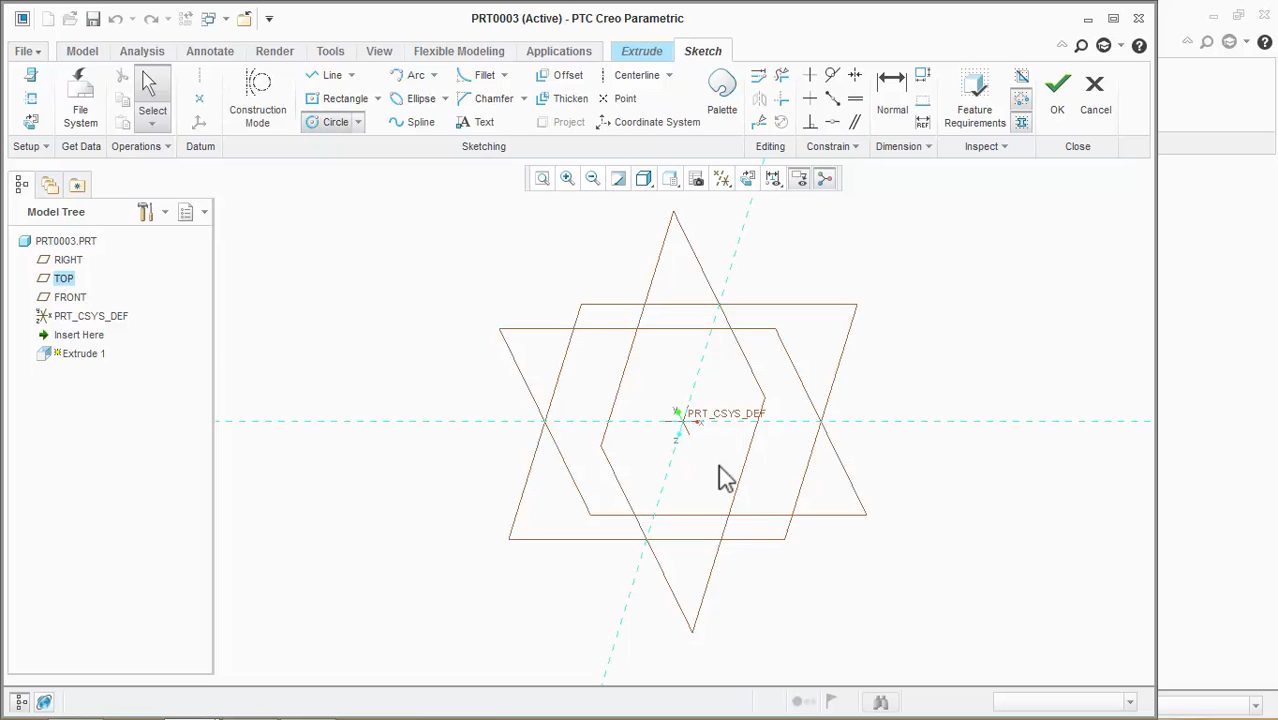 PRT0003 (Active) - PTC Creo Parametric
File Model Analysis Annotate Render Tools View Flexible Modeling Applications Extrude Sketch
Line Arc Fillet Offset Centerline
File System Select Construction Mode Rectangle Ellipse Chamfer Thicken Point Palette Normal Feature Requirements OK Cancel
REF
Circle Spline Text Project Coordinate System
Setup Get Data Operations Datum Sketching Editing Constrain Dimension Inspect Close
Model Tree
PRT0003.PRT
RIGHT
TOP
FRONT
PRT_CSYS_DEF
Insert Here
Extrude 1
Y PRT_CSYS_DEF
X
Z